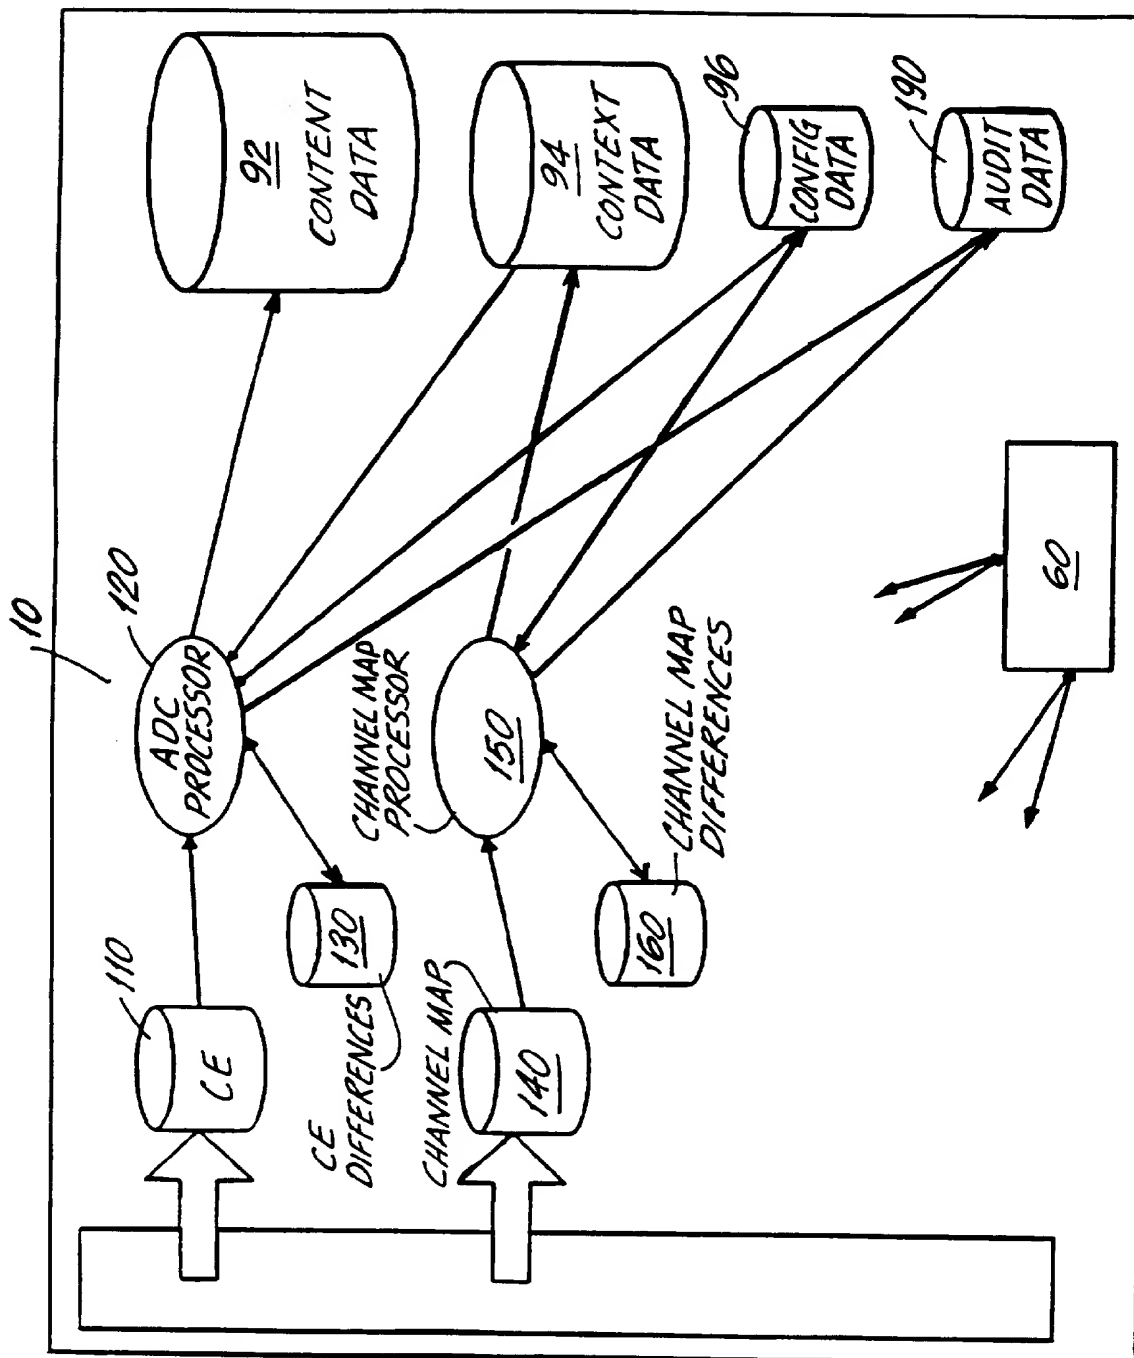 10
110
CE
120
ADC
PROCESSOR
92
CONTENT
DATA
CE
DIFFERENCES
130
CHANNEL MAP
140
CHANNEL MAP
PROCESSOR
150
94
CONTEXT
DATA
160
CHANNEL MAP
DIFFERENCES
96
CONFIG
DATA
190
AUDIT
DATA
60